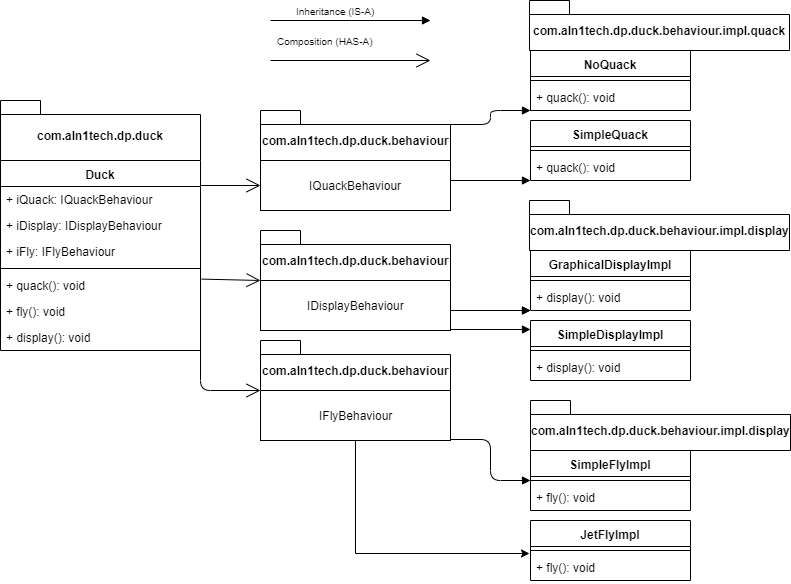 Inheritance (IS-A)
Composition (HAS-A)
com.aln1tech.dp.duck
Duck
+ iQuack: IQuackBehaviour
+ iDisplay: IDisplayBehaviour
+ iFly: IFlyBehaviour
+ quack(): void
+ fly(): void
+ display(): void
com.aln1tech.dp.duck.behaviour
IQuackBehaviour
com.aln1tech.dp.duck.behaviour
IDisplayBehaviour
com.aln1tech.dp.duck.behaviour
IFlyBehaviour
com.aln1tech.dp.duck.behaviour.impl.quack
NoQuack
+ quack(): void
SimpleQuack
+ quack(): void
com.aln1tech.dp.duck.behaviour.impl.display
GraphicalDisplayImpl
+ display(): void
SimpleDisplayImpl
+ display(): void
com.aln1tech.dp.duck.behaviour.impl.display
SimpleFlyImpl
+ fly(): void
JetFlyImpl
+ fly(): void